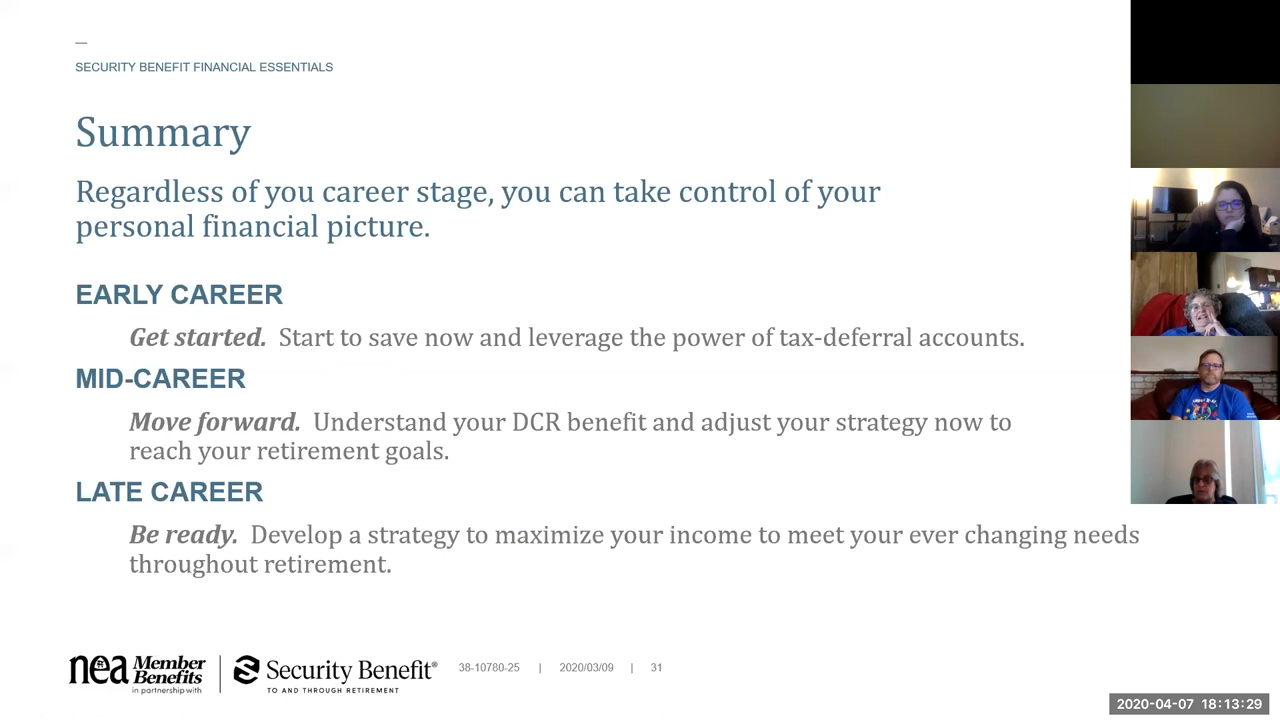 —
SECURITY BENEFIT FINANCIAL ESSENTIALS
Summary
Regardless of you career stage, you can take control of your
personal financial picture.
EARLY CAREER
Get started. Start to save now and leverage the power of tax-deferral accounts.
MID-CAREER
Move forward. Understand your DCR benefit and adjust your strategy now to
reach your retirement goals.
LATE CAREER
Be ready. Develop a strategy to maximize your income to meet your ever changing needs
throughout retirement.
nea Member
Benefits
in partnership with
Security Benefit®
TO AND THROUGH RETIREMENT
38-10780-25 | 2020/03/09 | 31
2020-04-07 18:13:29